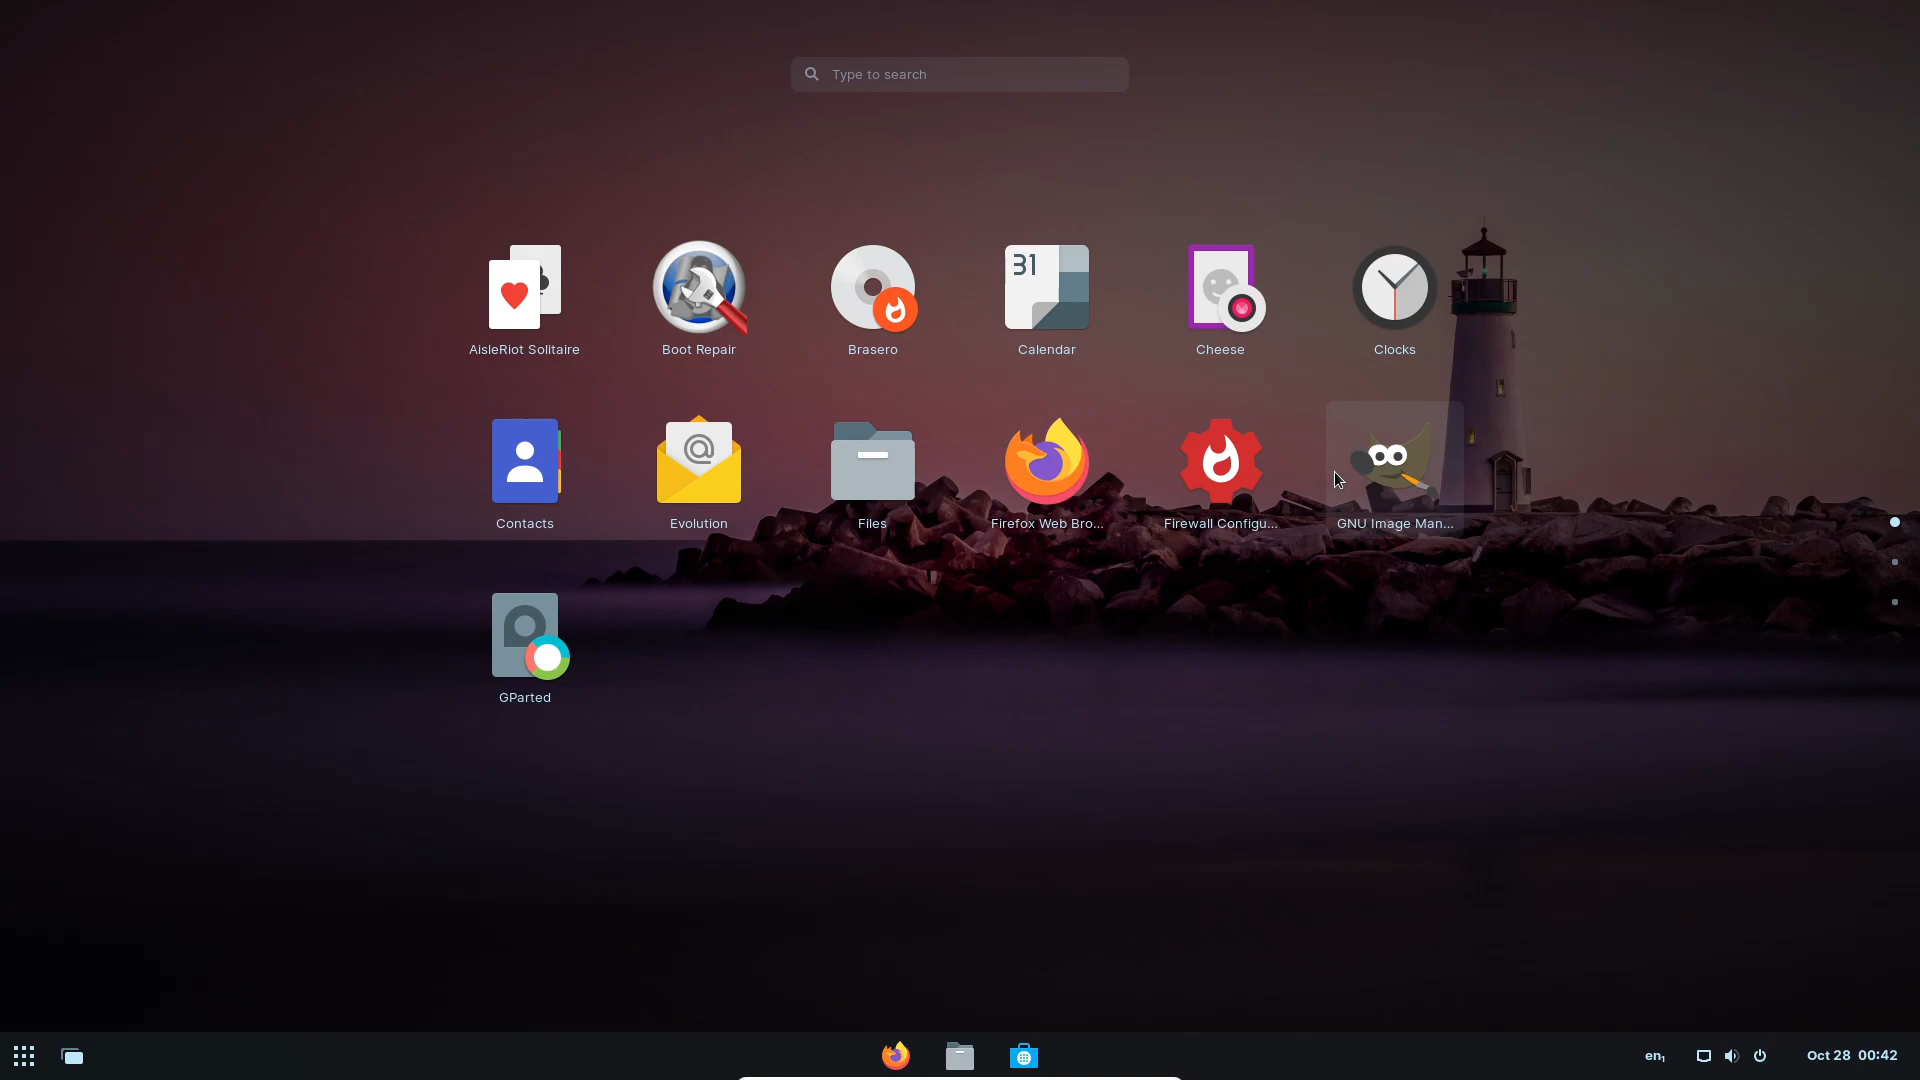 Type to search
31
AisleRiot Solitaire
Boot Repair
Brasero
Calendar
Cheese
Clocks
@
Contacts
Evolution
Files
Firefox Web Bro...
Firewall Configu...
GNU Image Man...
GParted
en₁
Oct 28 00:42